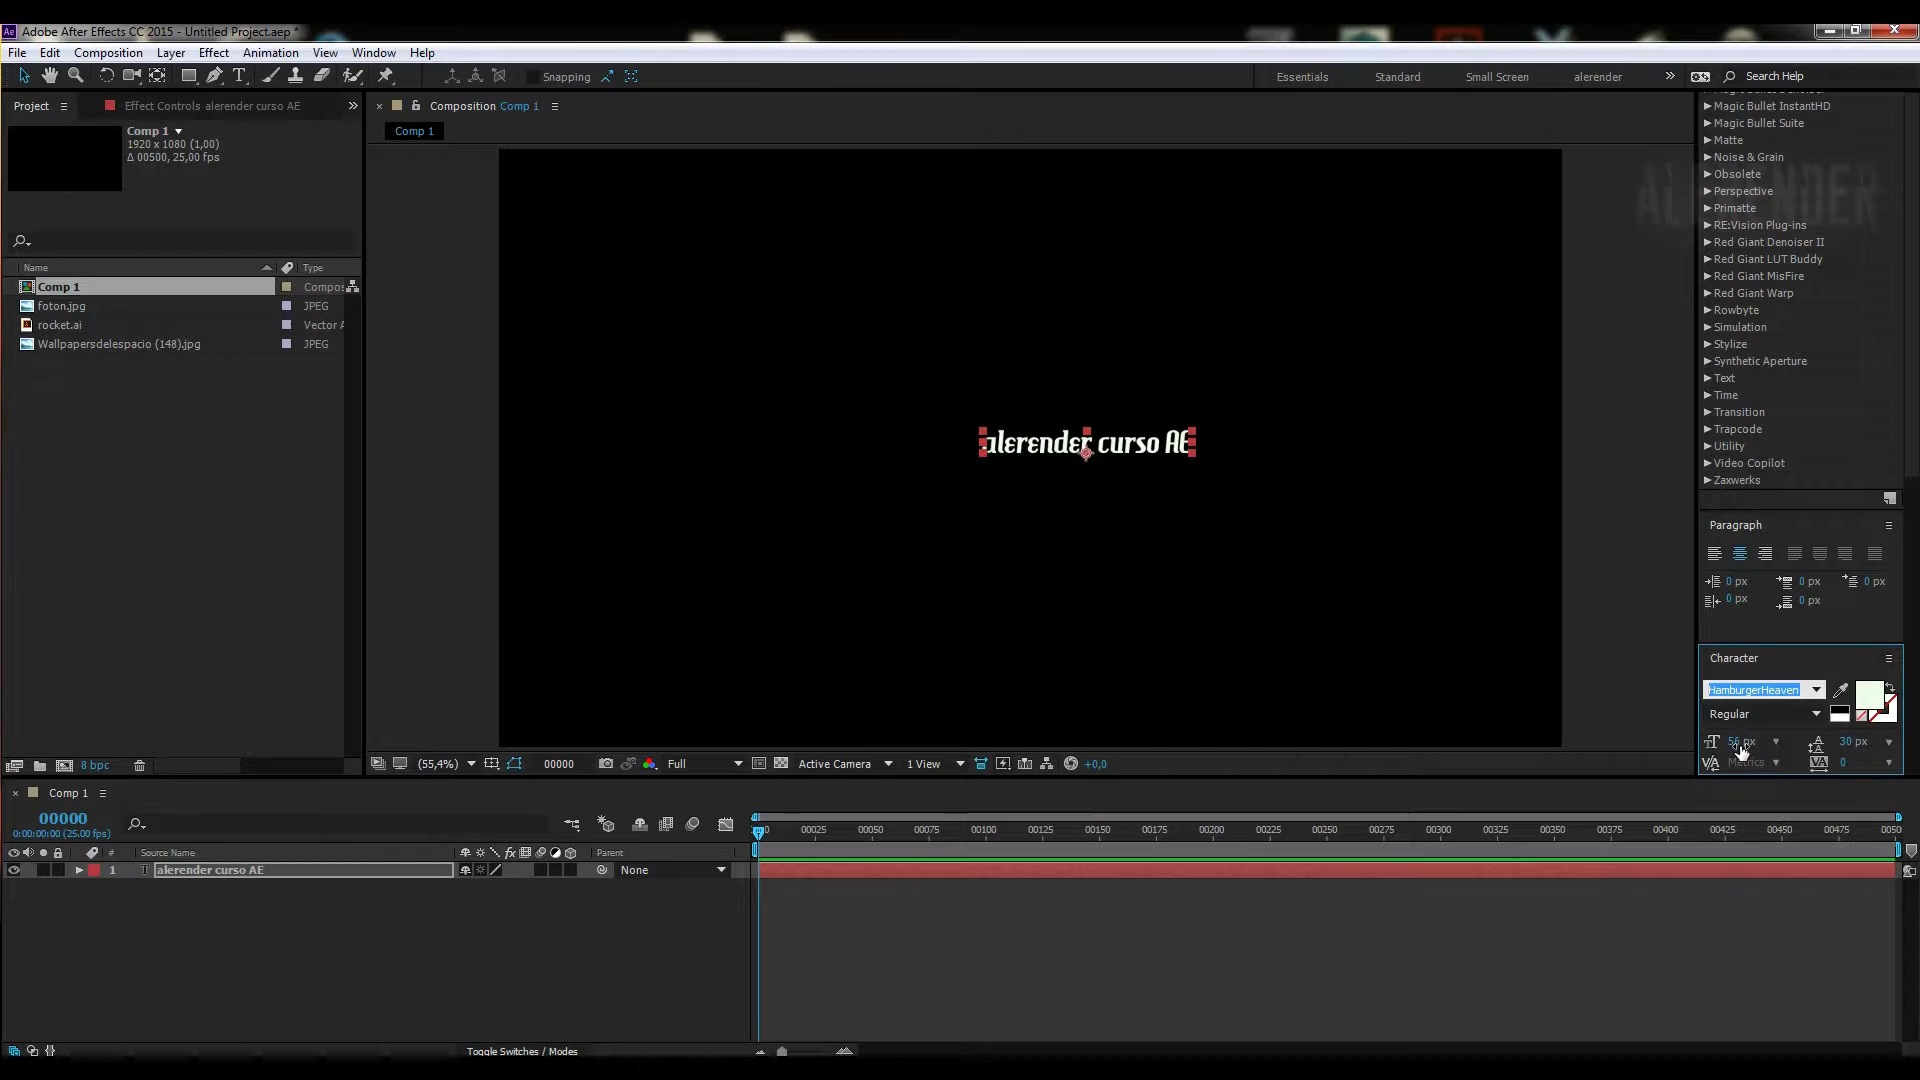 Ae Adobe After Effects CC 2015 - Untitled Project.aep *
File Edit Composition Layer Effect Animation View Window Help
Snapping Essentials Standard Small Screen alerender » Search Help
Project Effect Controls alerender curso AE »
Composition Comp 1
Comp 1
1920 x 1080 (1,00)
Δ 00500, 25,00 fps
Comp 1
Name Type
Comp 1 Compos
foton.jpg JPEG
rocket.ai Vector A
Wallpapersdelespacio (148).jpg JPEG
8 bpc
alerender curso AE
(55,4%) 00000 Full Active Camera 1 View +0,0
Magic Bullet InstantHD
Magic Bullet Suite
Matte
Noise & Grain
Obsolete
Perspective
Primatte
RE:Vision Plug-ins
Red Giant Denoiser II
Red Giant LUT Buddy
Red Giant MisFire
Red Giant Warp
Rowbyte
Simulation
Stylize
Synthetic Aperture
Text
Time
Transition
Trapcode
Utility
Video Copilot
Zaxwerks
ALERENDER
Paragraph
0 px 0 px 0 px
0 px 0 px
Character
HamburgerHeaven
Regular
56 px 30 px
Metrics 0
Comp 1
00000
0:00:00:00 (25.00 fps)
00025 00050 00075 00100 00125 00150 00175 00200 00225 00250 00275 00300 00325 00350 00375 00400 00425 00450 00475 0050
# Source Name Parent
1 T alerender curso AE None
Toggle Switches / Modes